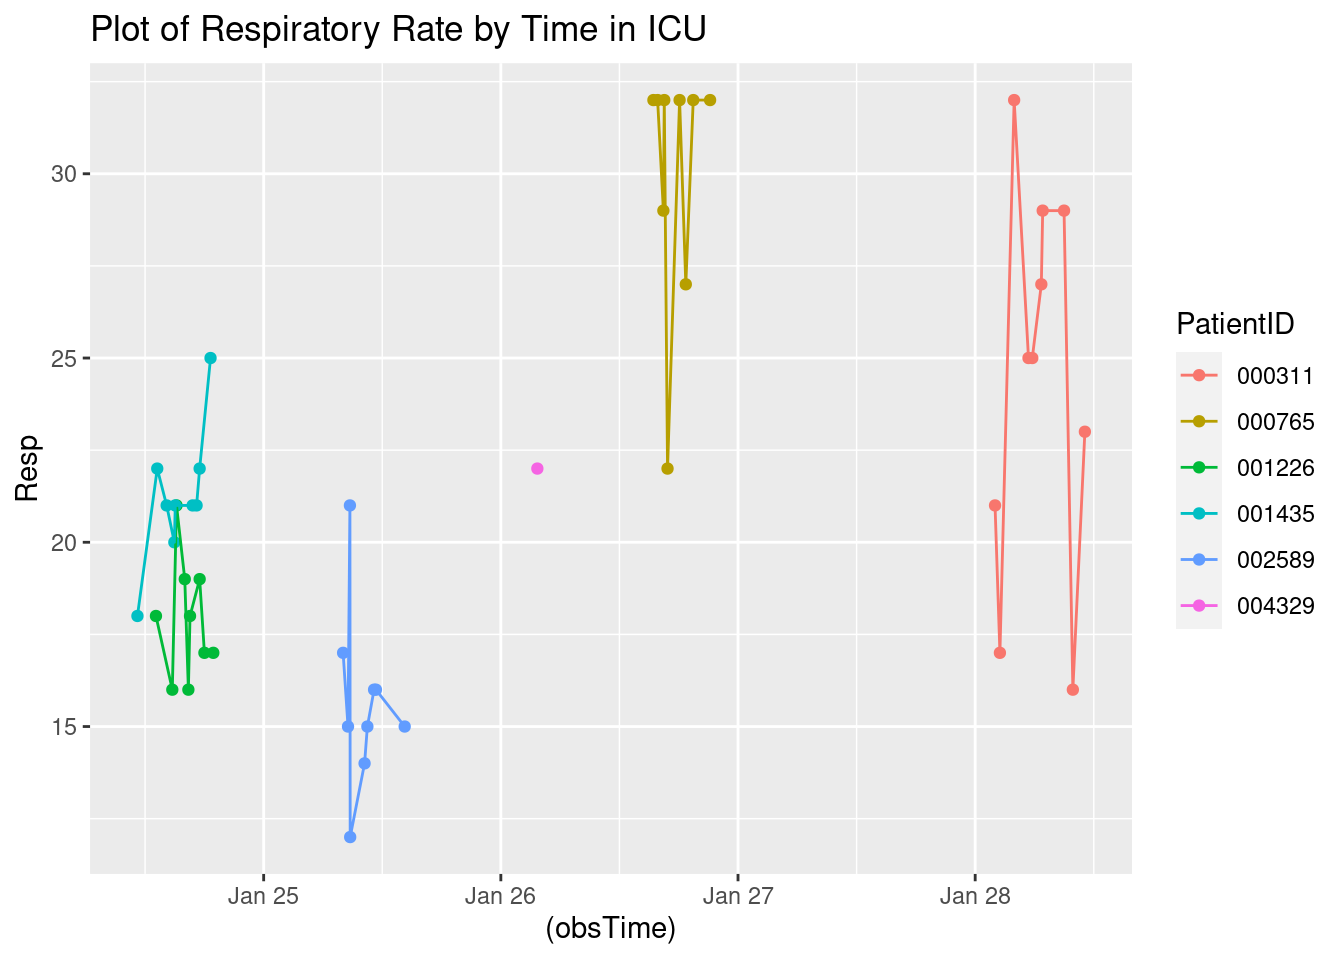 Plot of Respiratory Rate by Time in ICU
30
25
20
15
Resp
Jan 25
Jan 26
Jan 27
Jan 28
(obsTime)
PatientID
000311
000765
001226
001435
002589
004329